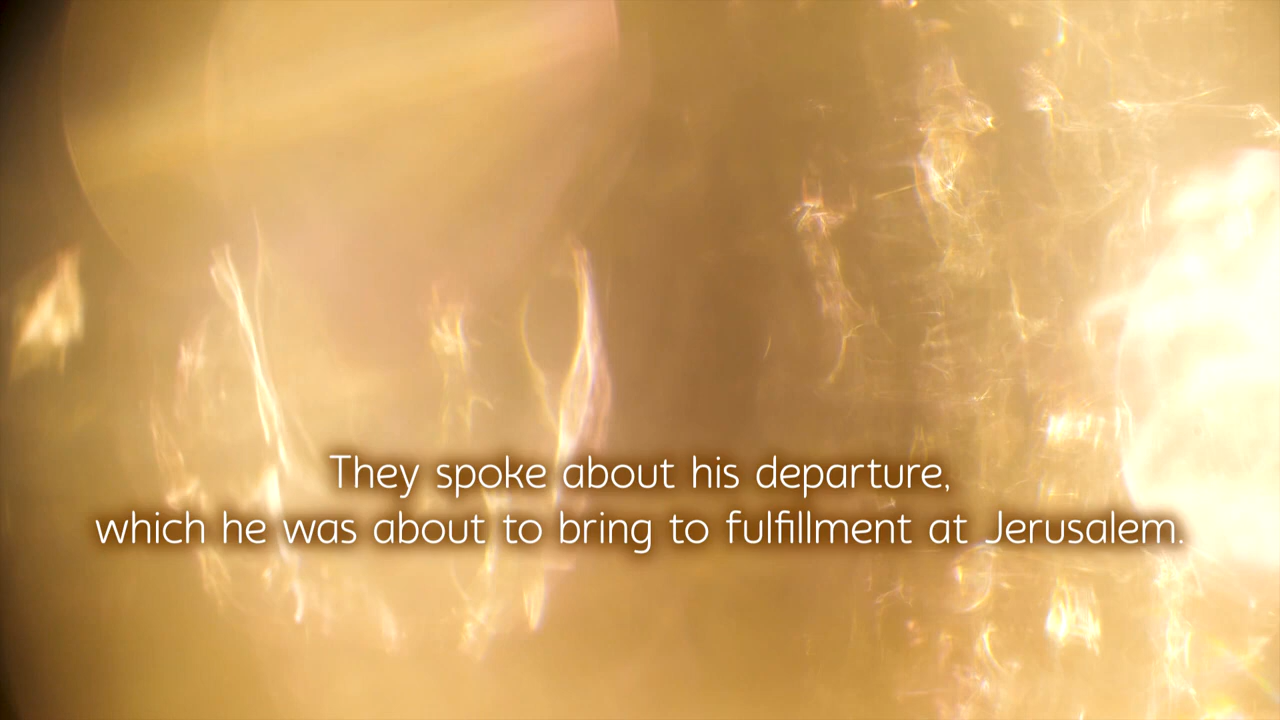 They spoke about his departure,
which he was about to bring to fulfillment at Jerusalem.